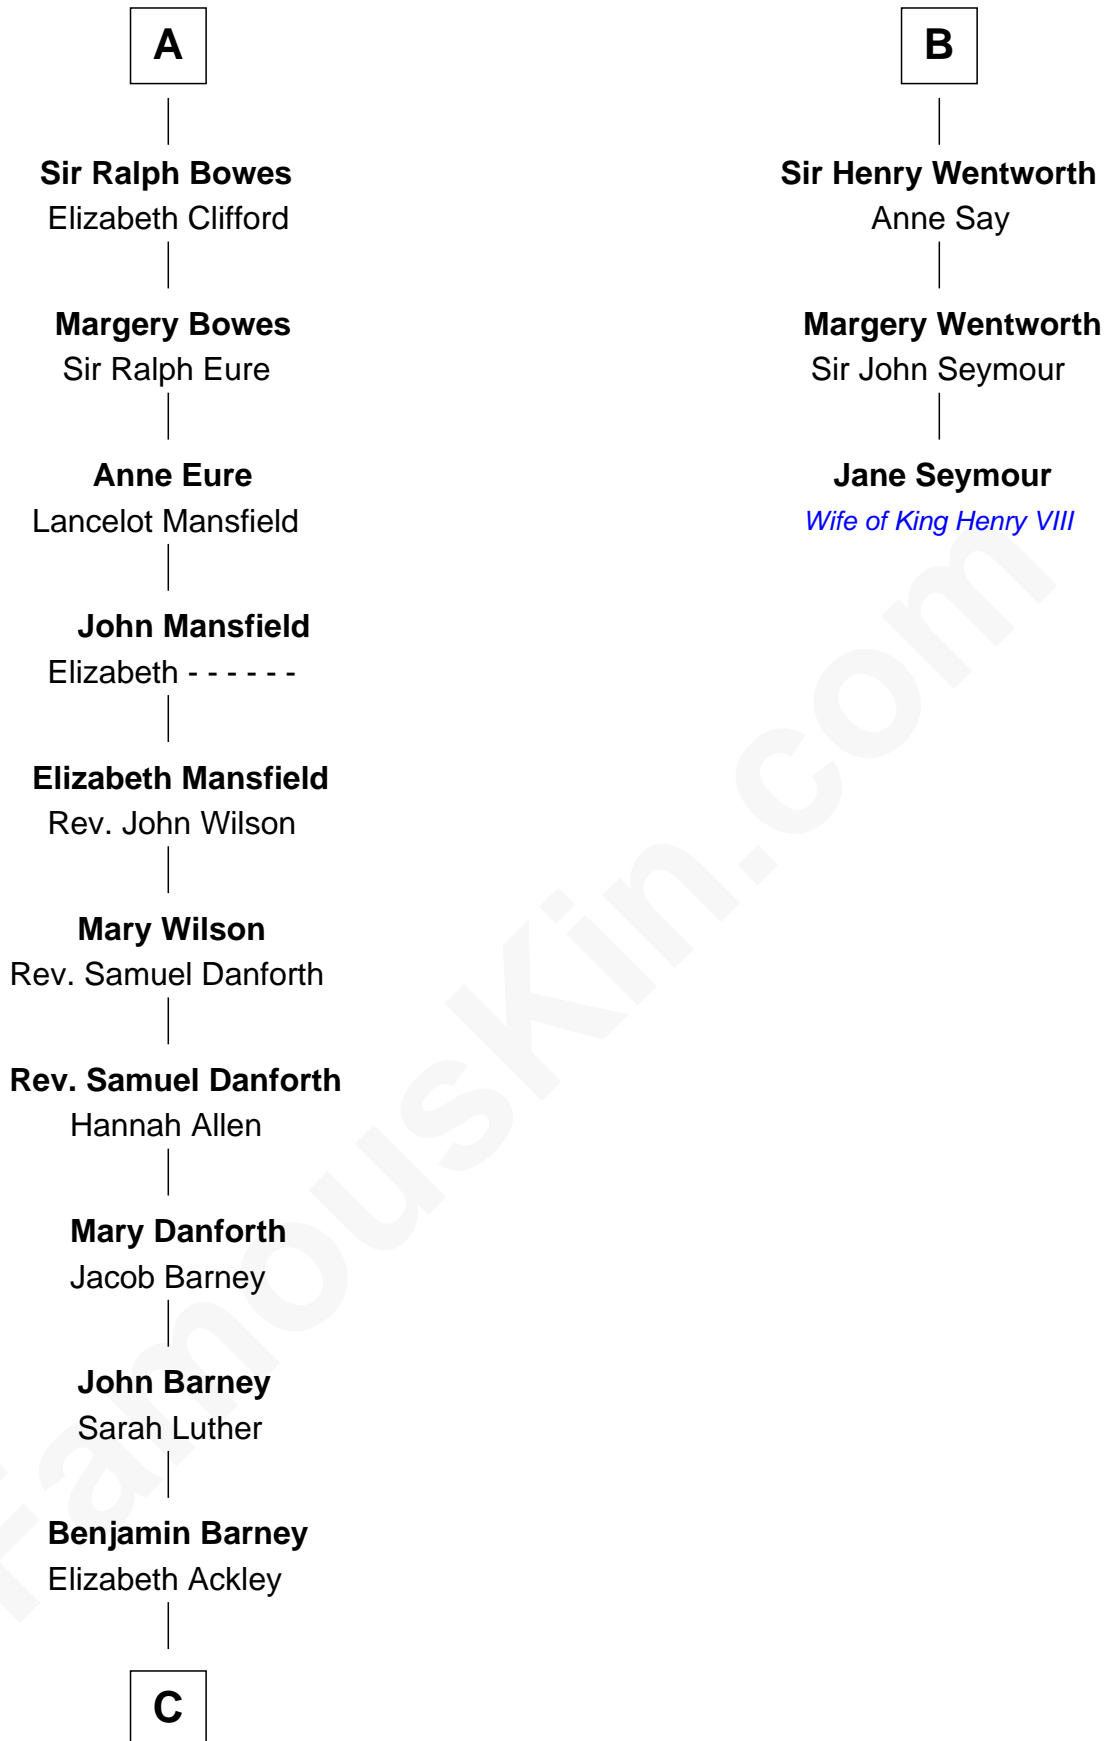 A
Sir Ralph Bowes
Elizabeth Clifford
Margery Bowes
Sir Ralph Eure
Anne Eure
Lancelot Mansfield
John Mansfield
Elizabeth - - - - - -
Elizabeth Mansfield
Rev. John Wilson
Mary Wilson
Rev. Samuel Danforth
Rev. Samuel Danforth
Hannah Allen
Mary Danforth
Jacob Barney
John Barney
Sarah Luther
Benjamin Barney
Elizabeth Ackley
C
B
Sir Henry Wentworth
Anne Say
Margery Wentworth
Sir John Seymour
Jane Seymour
Wife of King Henry VIII
FamousKin.com